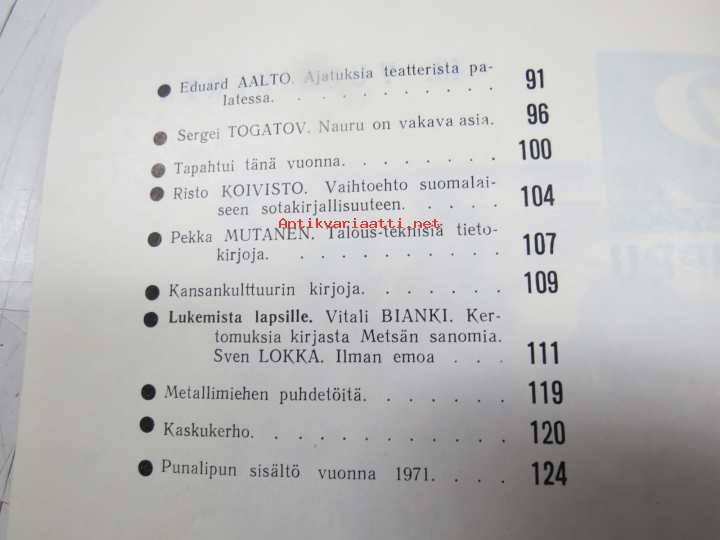 ● Eduard AALTO. Ajatuksia teatterista pa-
latessa. . . . . . . . . . 91
● Sergei TOGATOV. Nauru on vakava asia. 96
● Tapahtui tänä vuonna. . . . . . . 100
● Risto KOIVISTO. Vaihtoehto suomalai-
seen sotakirjallisuuteen. . . . . 104
Antikvariaatti.net
● Pekka MUTANEN. Talous-teknisiä tieto-
kirjoja. . . . . . . . . . 107
● Kansankulttuurin kirjoja. . . . . . 109
● Lukemista lapsille. Vitali BIANKI. Ker-
tomuksia kirjasta Metsän sanomia.
Sven LOKKA. Ilman emoa . . . 111
● Metallimiehen puhdetöitä. . . . . . 119
● Kaskukerho. . . . . . . . . . . 120
● Punalipun sisältö vuonna 1971. . . . 124